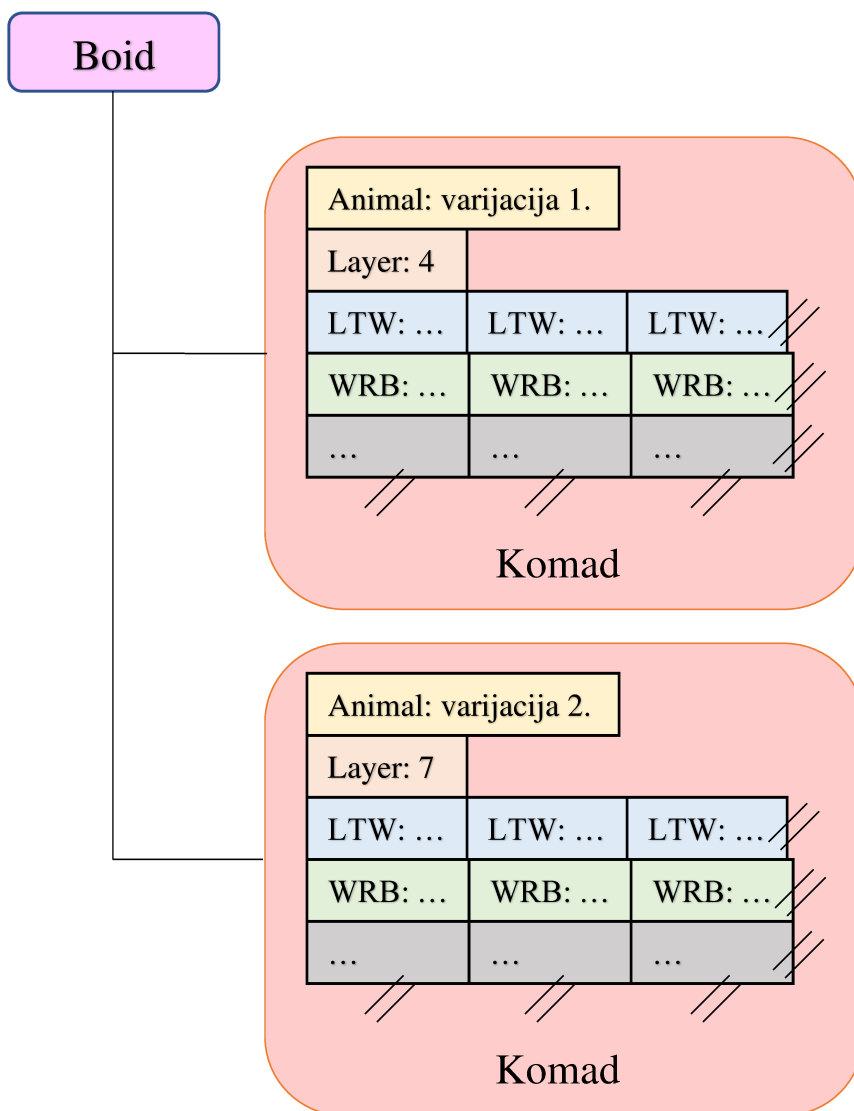 Boid
Animal: varijacija 1.
Layer: 4
LTW: … LTW: … LTW: …
WRB: … WRB: … WRB: …
… … …
Komad
Animal: varijacija 2.
Layer: 7
LTW: … LTW: … LTW: …
WRB: … WRB: … WRB: …
… … …
Komad